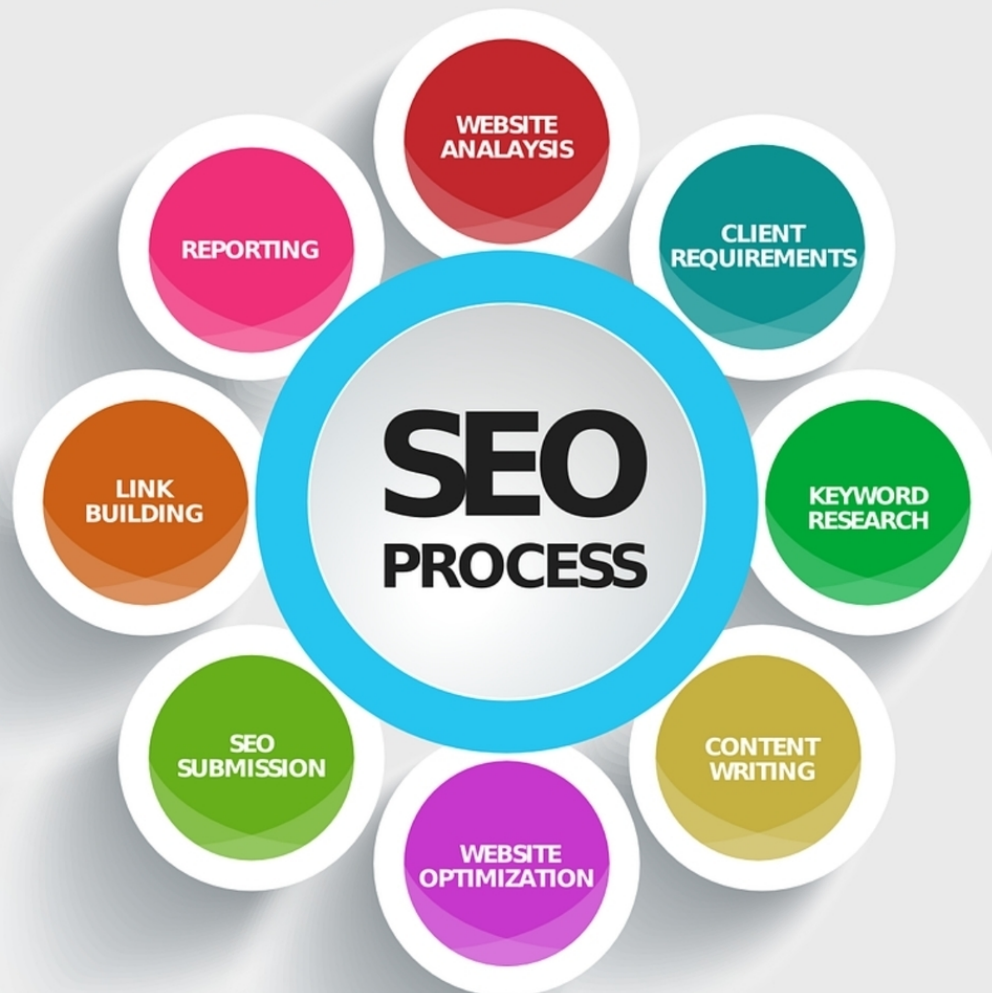 WEBSITE
ANALAYSIS
CLIENT
REQUIREMENTS
KEYWORD
RESEARCH
CONTENT
WRITING
WEBSITE
OPTIMIZATION
SEO
SUBMISSION
LINK
BUILDING
REPORTING
SEO
PROCESS